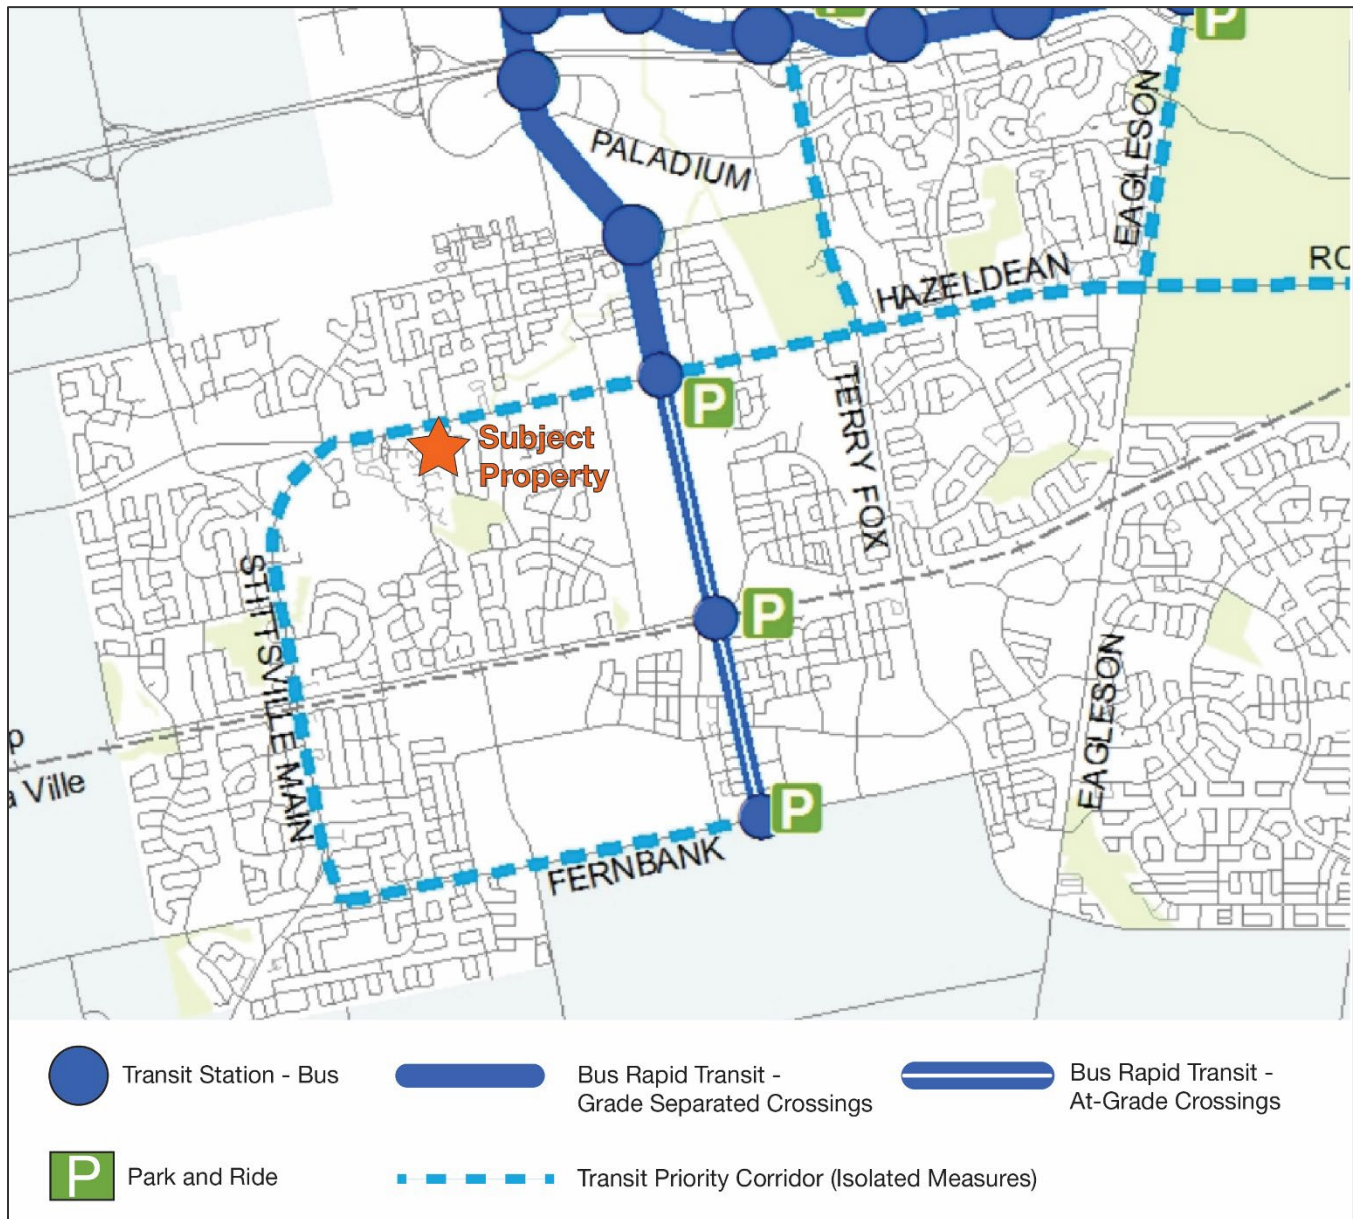 P
P
PALADIUM
EAGLESON
RO
HAZELDEAN
P
TERRY FOX
Subject
Property
STITTSVILLE MAIN
P
EAGLESON
p
a Ville
P
FERNBANK
Transit Station - Bus
Bus Rapid Transit -
Grade Separated Crossings
Bus Rapid Transit -
At-Grade Crossings
P
Park and Ride
Transit Priority Corridor (Isolated Measures)